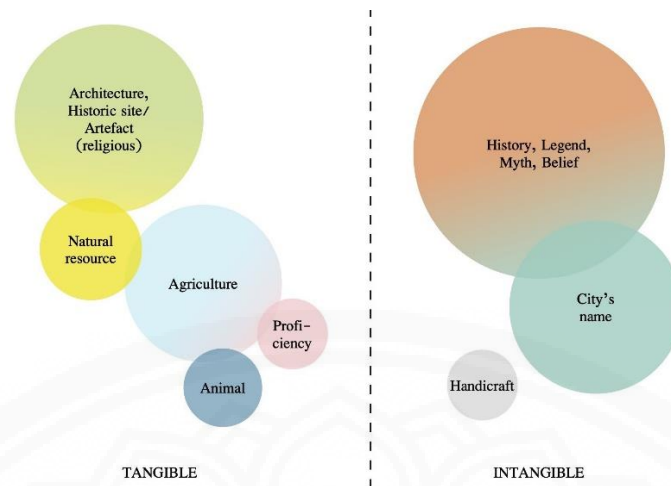 Architecture,
Historic site/
Artefact
(religious)
Natural
resource
Agriculture
Profi-
ciency
Animal
TANGIBLE
History, Legend,
Myth, Belief
City's
name
Handicraft
INTANGIBLE